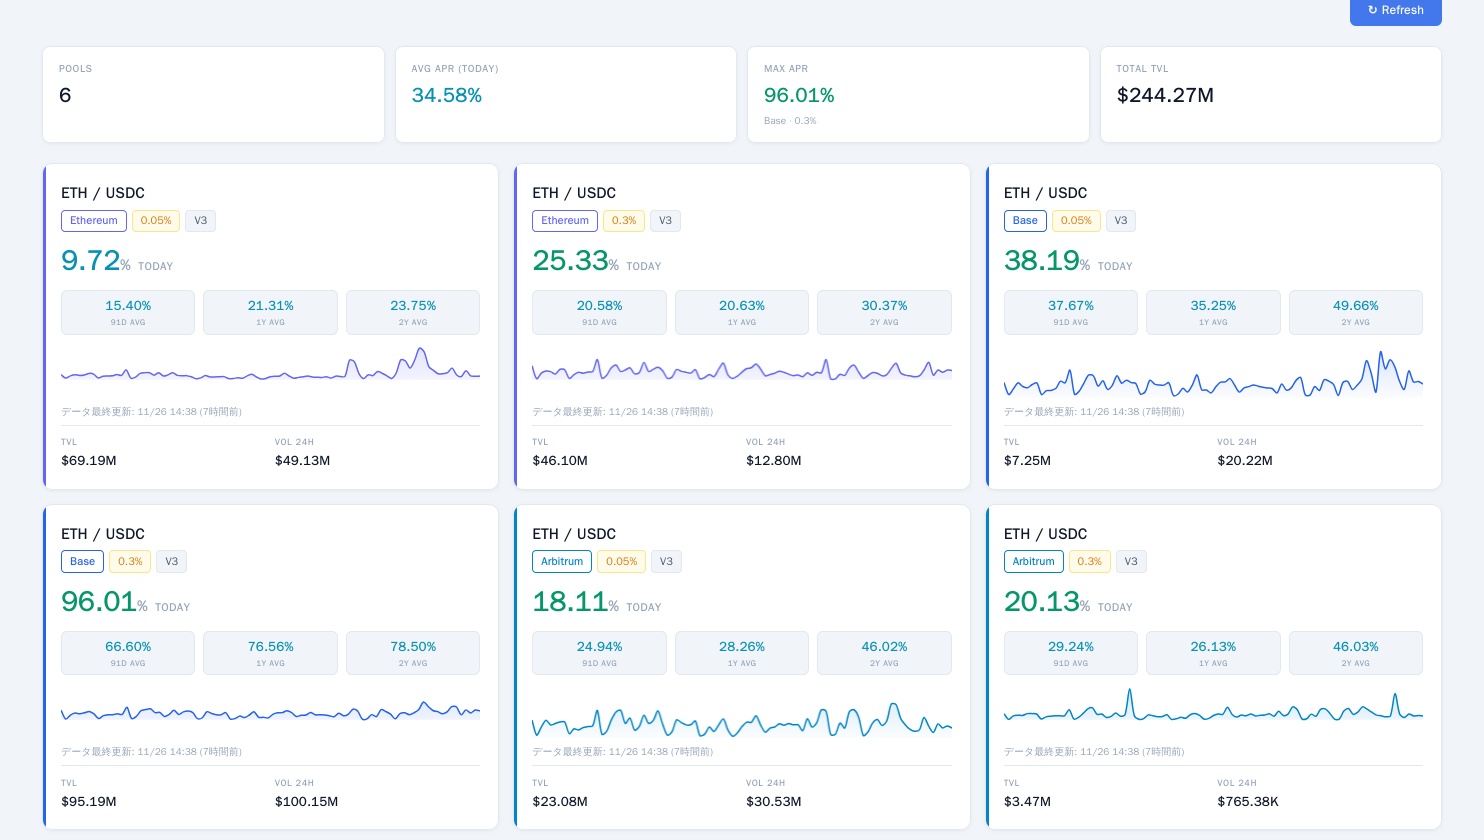 ↻ Refresh
POOLS
6
AVG APR (TODAY)
34.58%
MAX APR
96.01%
Base · 0.3%
TOTAL TVL
$244.27M
ETH / USDC
Ethereum 0.05% V3
9.72% TODAY
15.40% 21.31% 23.75%
91D AVG 1Y AVG 2Y AVG
データ最終更新: 11/26 14:38 (7時間前)
TVL VOL 24H
$69.19M $49.13M
ETH / USDC
Ethereum 0.3% V3
25.33% TODAY
20.58% 20.63% 30.37%
91D AVG 1Y AVG 2Y AVG
データ最終更新: 11/26 14:38 (7時間前)
TVL VOL 24H
$46.10M $12.80M
ETH / USDC
Base 0.05% V3
38.19% TODAY
37.67% 35.25% 49.66%
91D AVG 1Y AVG 2Y AVG
データ最終更新: 11/26 14:38 (7時間前)
TVL VOL 24H
$7.25M $20.22M
ETH / USDC
Base 0.3% V3
96.01% TODAY
66.60% 76.56% 78.50%
91D AVG 1Y AVG 2Y AVG
データ最終更新: 11/26 14:38 (7時間前)
TVL VOL 24H
$95.19M $100.15M
ETH / USDC
Arbitrum 0.05% V3
18.11% TODAY
24.94% 28.26% 46.02%
91D AVG 1Y AVG 2Y AVG
データ最終更新: 11/26 14:38 (7時間前)
TVL VOL 24H
$23.08M $30.53M
ETH / USDC
Arbitrum 0.3% V3
20.13% TODAY
29.24% 26.13% 46.03%
91D AVG 1Y AVG 2Y AVG
データ最終更新: 11/26 14:38 (7時間前)
TVL VOL 24H
$3.47M $765.38K